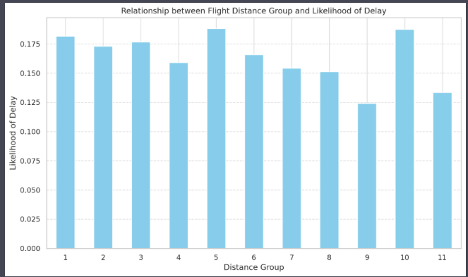 Relationship between Flight Distance Group and Likelihood of Delay
Likelihood of Delay
0.175
0.150
0.125
0.100
0.075
0.050
0.025
0.000
1 2 3 4 5 6 7 8 9 10 11
Distance Group